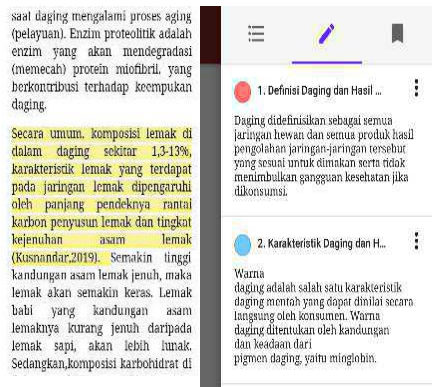 saat daging mengalami proses aging
(pelayuan). Enzim proteolitik adalah
enzim yang akan mendegradasi
(memecah) protein miofibril, yang
berkontribusi terhadap keempukan
daging.
Secara umum, komposisi lemak di
dalam daging sekitar 1,3-13%,
karakteristik lemak yang terdapat
pada jaringan lemak dipengaruhi
oleh panjang pendeknya rantai
karbon penyusun lemak dan tingkat
kejenuhan asam lemak
(Kusnandar,2019). Semakin tinggi
kandungan asam lemak jenuh, maka
lemak akan semakin keras. Lemak
babi yang kandungan asam
lemaknya kurang jenuh daripada
lemak sapi, akan lebih lunak.
Sedangkan,komposisi karbohidrat di
1. Definisi Daging dan Hasil ...
Daging didefinisikan sebagai semua
jaringan hewan dan semua produk hasil
pengolahan jaringan-jaringan tersebut
yang sesuai untuk dimakan serta tidak
menimbulkan gangguan kesehatan jika
dikonsumsi.
2. Karakteristik Daging dan H...
Warna
daging adalah salah satu karakteristik
daging mentah yang dapat dinilai secara
langsung oleh konsumen. Warna
daging ditentukan oleh kandungan
dan keadaan dari
pigmen daging, yaitu mioglobin.